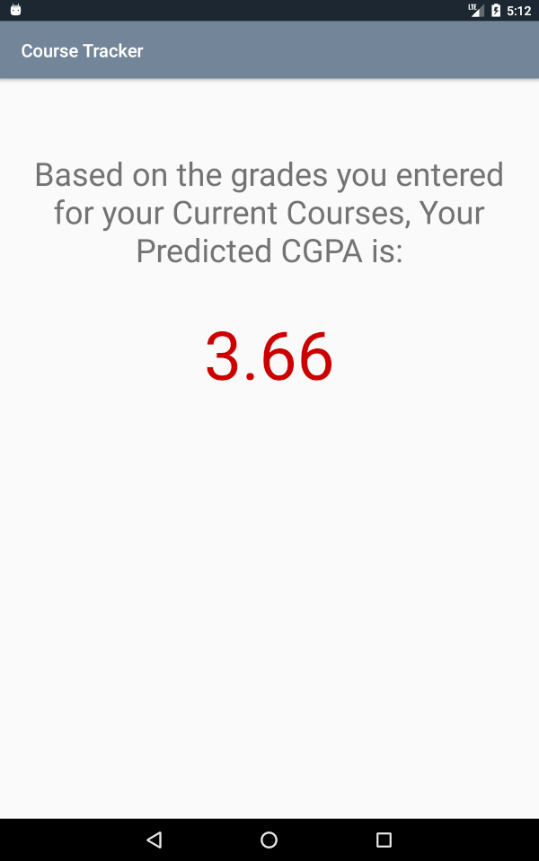 LTE 5:12
Course Tracker
Based on the grades you entered
for your Current Courses, Your
Predicted CGPA is:
3.66